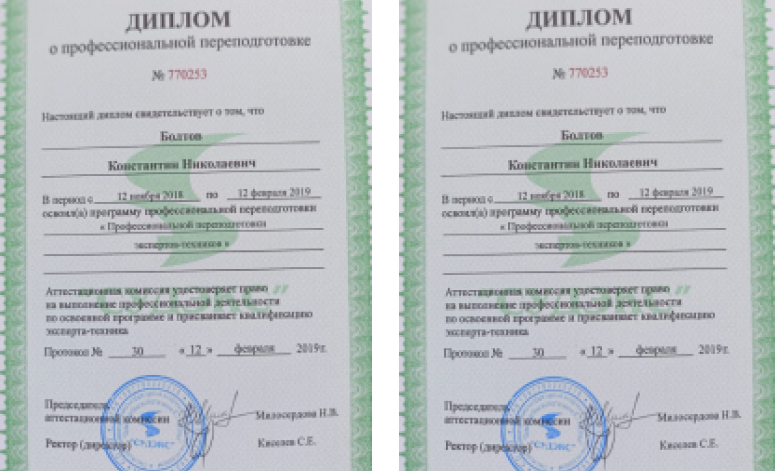 ДИПЛОМ
о профессиональной переподготовке
№ 770253
Настоящий диплом свидетельствует о том, что
Болтов
Константин Николаевич
В период с 12 ноября 2018 по 12 февраля 2019
освоил(а) программу профессиональной переподготовки
« Профессиональной переподготовки
экспертов-техников »
Аттестационная комиссия удостоверяет право
на выполнение профессиональной деятельности
по освоенной программе и присваивает квалификацию
эксперта-техника
Протокол № 30 « 12 » февраля 2019г.
Председатель
аттестационной комиссии Милосердова Н.В.
Ректор (директор) Киселев С.Е.
ДИПЛОМ
о профессиональной переподготовке
№ 770253
Настоящий диплом свидетельствует о том, что
Болтов
Константин Николаевич
В период с 12 ноября 2018 по 12 февраля 2019
освоил(а) программу профессиональной переподготовки
« Профессиональной переподготовки
экспертов-техников »
Аттестационная комиссия удостоверяет право
на выполнение профессиональной деятельности
по освоенной программе и присваивает квалификацию
эксперта-техника
Протокол № 30 « 12 » февраля 2019г.
Председатель
аттестационной комиссии Милосердова Н.В.
Ректор (директор) Киселев С.Е.